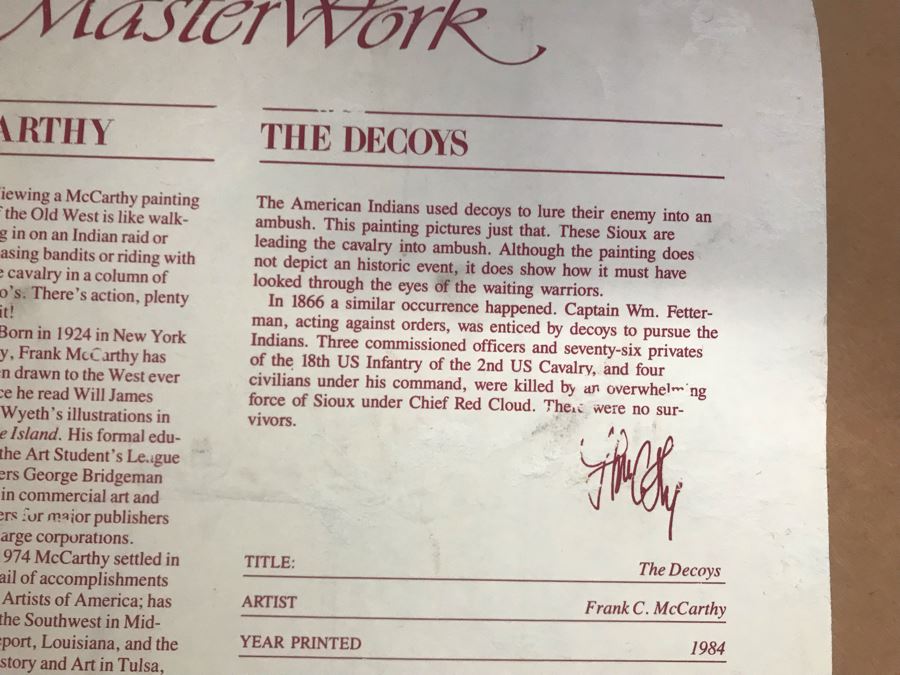 MasterWork
ARTHY
iewing a McCarthy painting
the Old West is like walk-
g in on an Indian raid or
asing bandits or riding with
e cavalry in a column of
o's. There's action, plenty
it!
Born in 1924 in New York
y, Frank McCarthy has
n drawn to the West ever
ce he read Will James
Wyeth's illustrations in
e Island. His formal edu-
the Art Student's League
ers George Bridgeman
in commercial art and
ers for major publishers
arge corporations.
974 McCarthy settled in
ail of accomplishments
Artists of America; has
the Southwest in Mid-
port, Louisiana, and the
story and Art in Tulsa,
THE DECOYS
The American Indians used decoys to lure their enemy into an
ambush. This painting pictures just that. These Sioux are
leading the cavalry into ambush. Although the painting does
not depict an historic event, it does show how it must have
looked through the eyes of the waiting warriors.
In 1866 a similar occurrence happened. Captain Wm. Fetter-
man, acting against orders, was enticed by decoys to pursue the
Indians. Three commissioned officers and seventy-six privates
of the 18th US Infantry of the 2nd US Cavalry, and four
civilians under his command, were killed by an overwhelming
force of Sioux under Chief Red Cloud. There were no sur-
vivors.
TITLE: The Decoys
ARTIST Frank C. McCarthy
YEAR PRINTED 1984